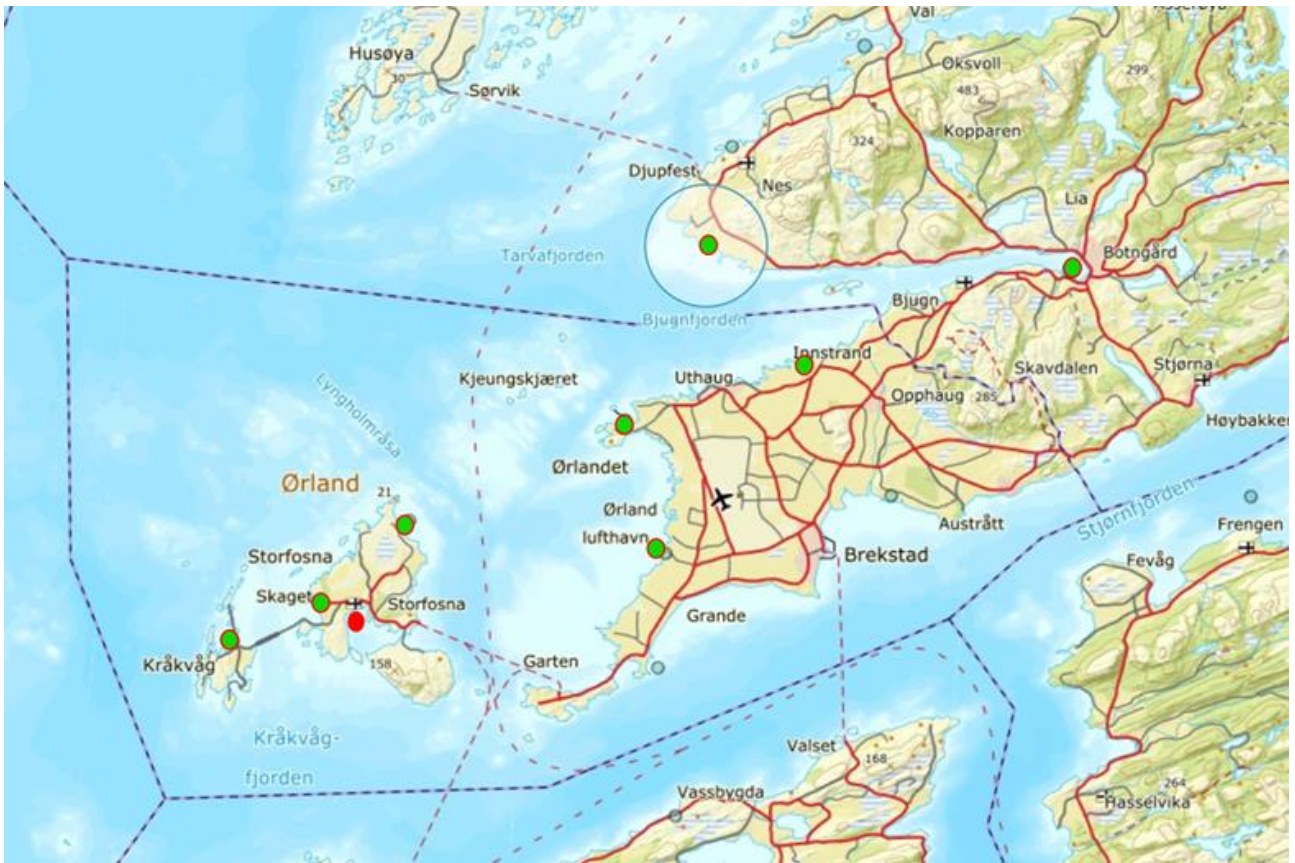 Val
Husøya
Oksvoll
299
10
Sørvik
483
Kopparen
324
Djupfest
Nes
Lia
Tarvafjorden
Botngård
Bjugn
Bjugnfjorden
Innstrand
Kjeungskjæret
Uthaug
Skavdalen
Stjørna
Opphaug
285
Lyngholmråsa
Høybakken
Ørlandet
Ørland
21
Ørland
lufthavn
Austrått
Stjørnfjorden
Frengen
Storfosna
Brekstad
Fevåg
Skaget
Storfosna
Grande
Kråkvåg
158
Garten
Kråkvåg-
fjorden
Valset
168
Vassbygda
264
Hasselvika